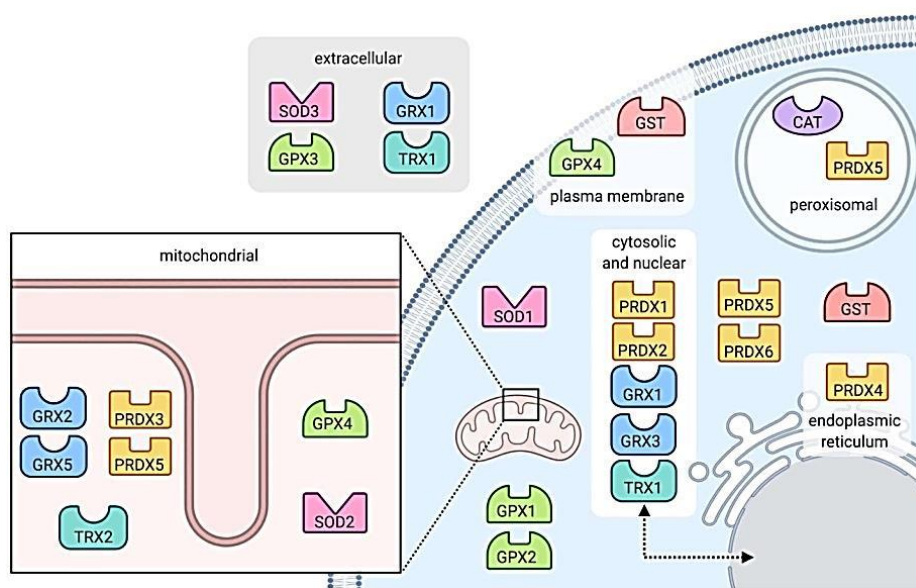 extracellular
SOD3
GRX1
GPX3
TRX1
GST
GPX4
plasma membrane
CAT
PRDX5
peroxisomal
mitochondrial
GRX2
PRDX3
GRX5
PRDX5
TRX2
GPX4
SOD2
SOD1
GPX1
GPX2
cytosolic
and nuclear
PRDX1
PRDX2
GRX1
GRX3
TRX1
PRDX5
PRDX6
GST
PRDX4
endoplasmic
reticulum